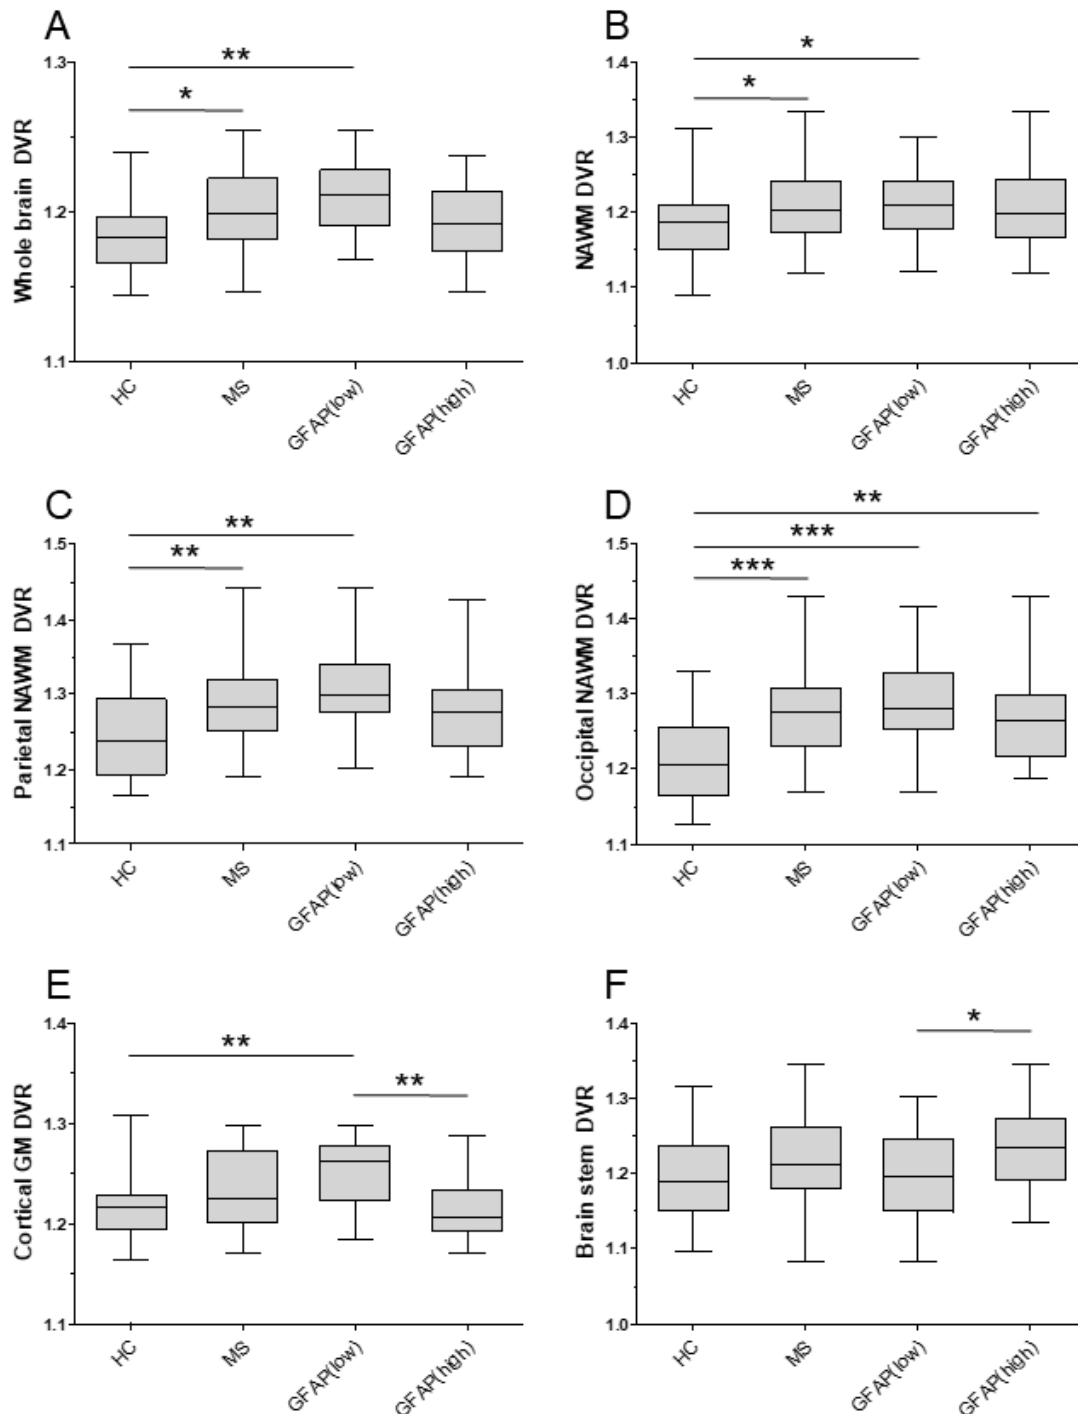 A
**
*
Whole brain DVR
1.3
1.2
1.1
HC
MS
GFAP(low)
GFAP(high)
B
*
*
NAWM DVR
1.4
1.3
1.2
1.1
1.0
HC
MS
GFAP(low)
GFAP(high)
C
**
**
Parietal NAWM DVR
1.5
1.4
1.3
1.2
1.1
HC
MS
GFAP(low)
GFAP(high)
D
**
***
***
Occipital NAWM DVR
1.5
1.4
1.3
1.2
1.1
HC
MS
GFAP(low)
GFAP(high)
E
**
**
Cortical GM DVR
1.4
1.3
1.2
1.1
HC
MS
GFAP(low)
GFAP(high)
F
*
Brain stem DVR
1.4
1.3
1.2
1.1
1.0
HC
MS
GFAP(low)
GFAP(high)